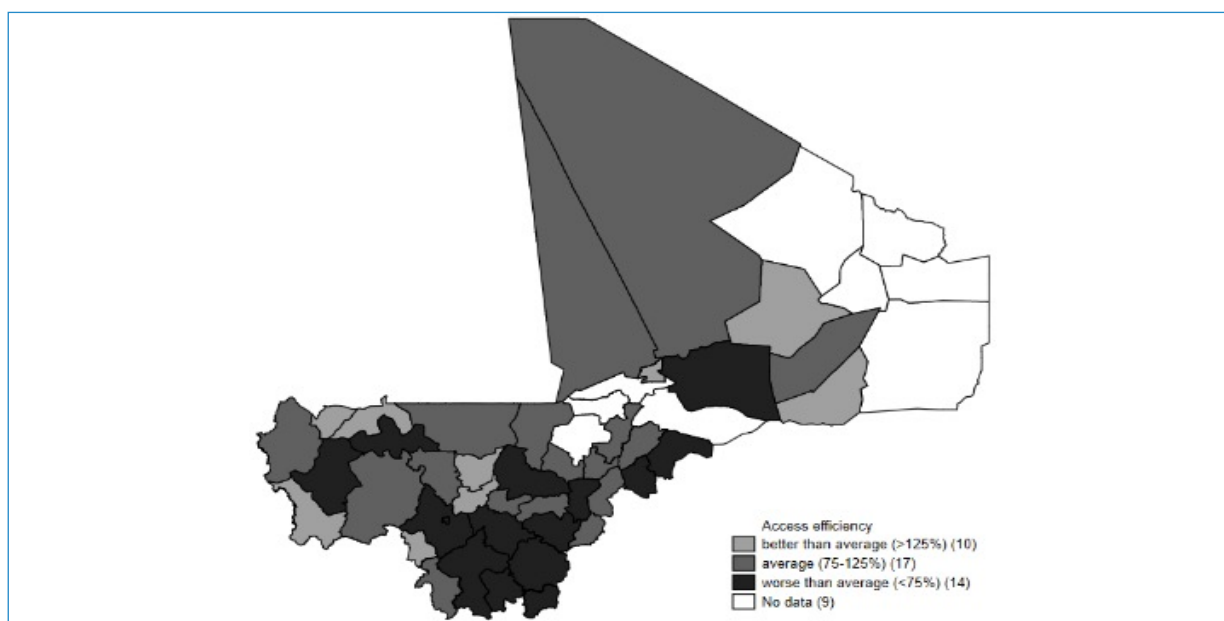 Access efficiency
better than average (>125%) (10)
average (75-125%) (17)
worse than average (<75%) (14)
No data (9)